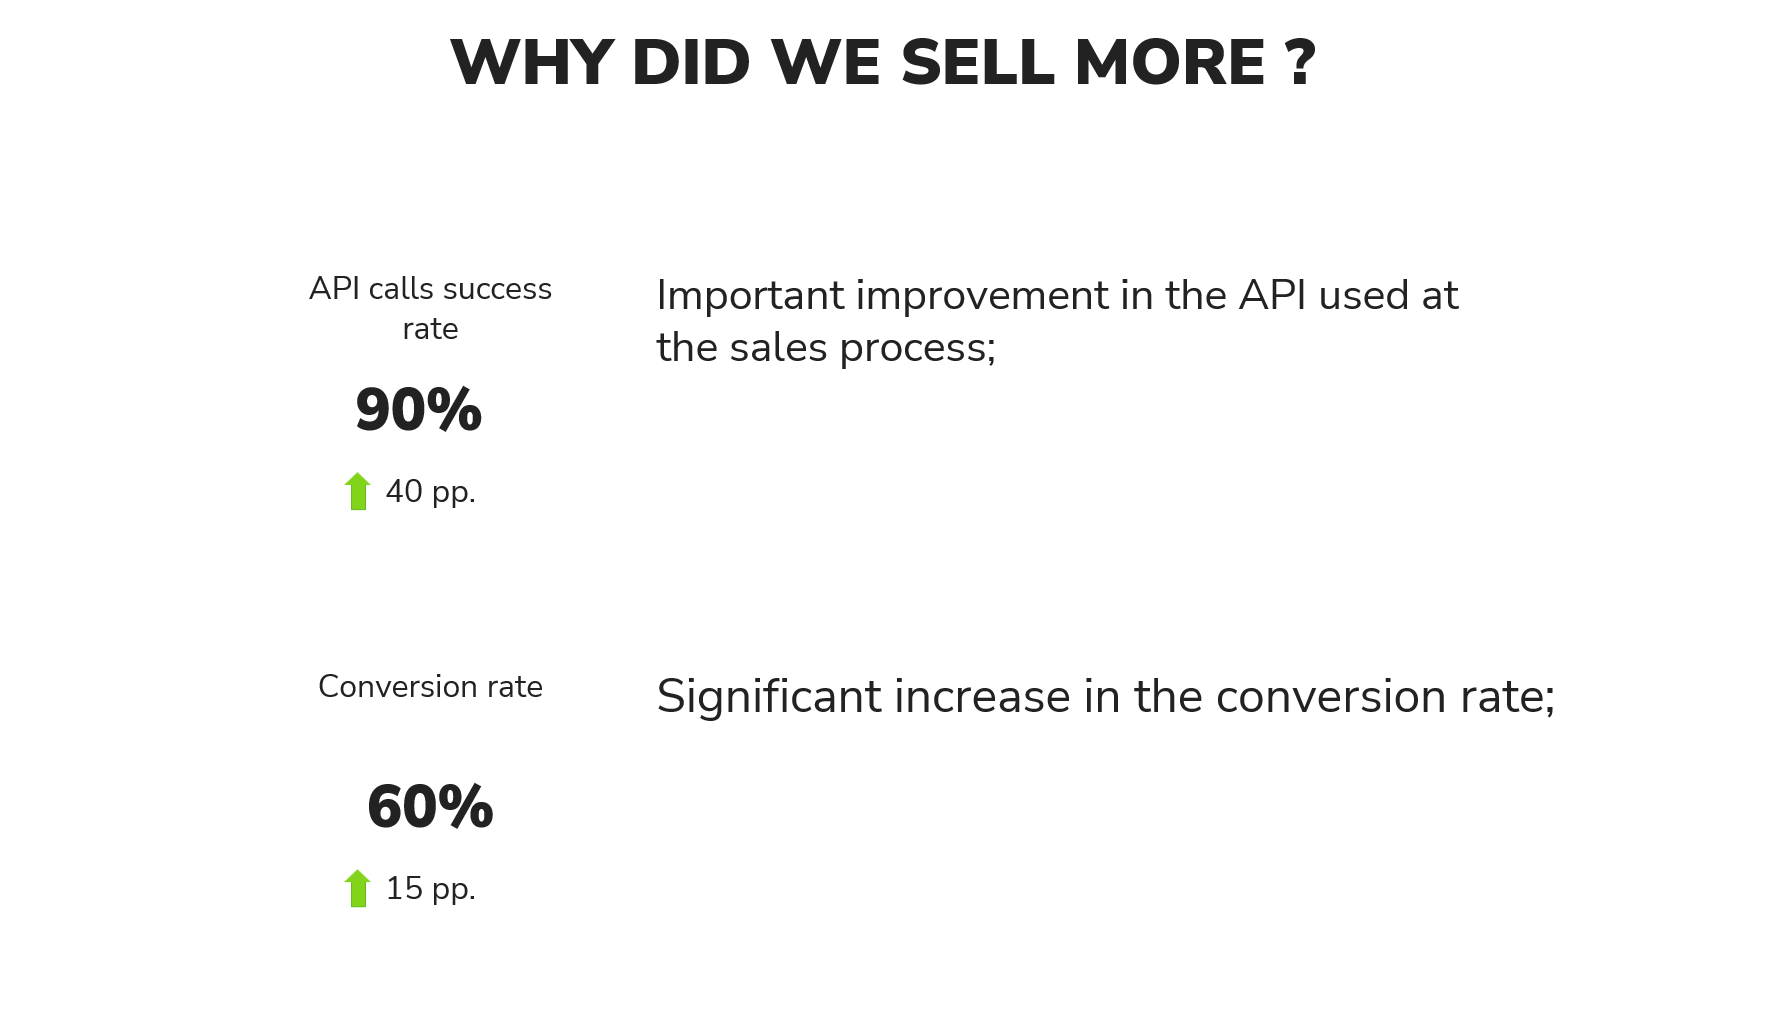 WHY DID WE SELL MORE ?
API calls success
rate
90%
40 pp.
Important improvement in the API used at
the sales process;
Conversion rate
60%
15 pp.
Significant increase in the conversion rate;